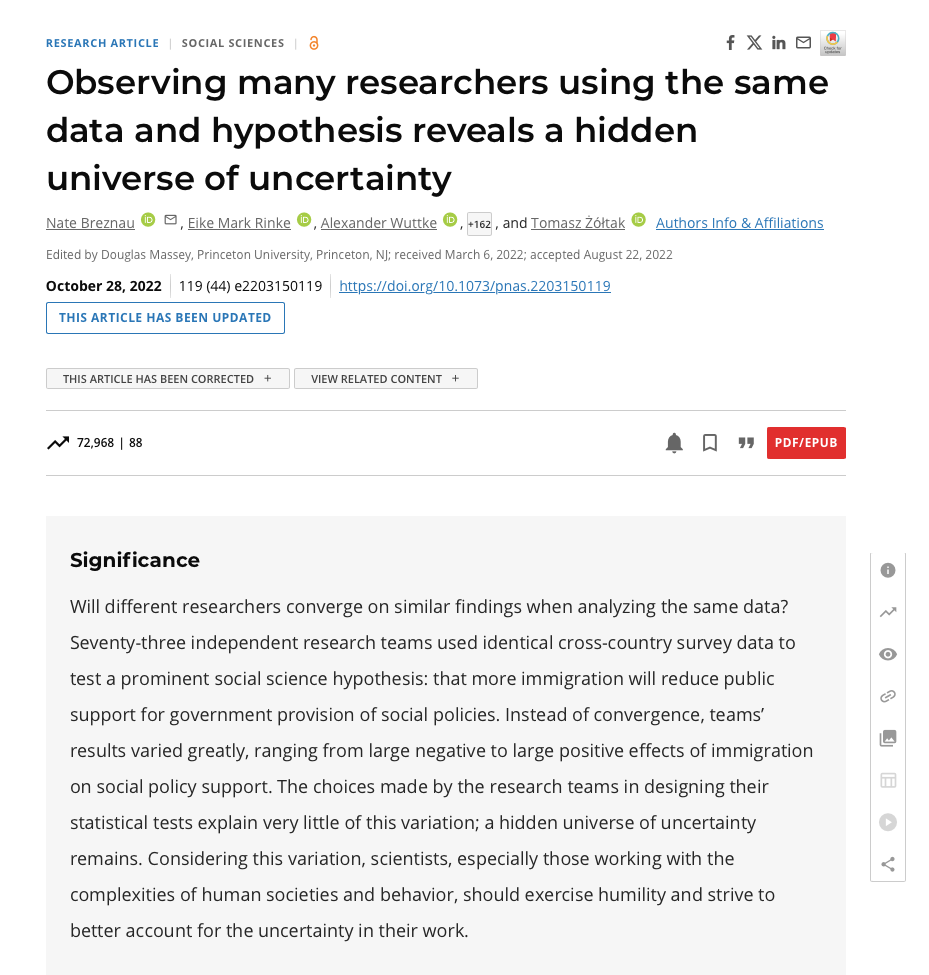 RESEARCH ARTICLE | SOCIAL SCIENCES |
Check for updates
Observing many researchers using the same
data and hypothesis reveals a hidden
universe of uncertainty
Nate Breznau iD , Eike Mark Rinke iD , Alexander Wuttke iD , +162 , and Tomasz Żółtak iD Authors Info & Affiliations
Edited by Douglas Massey, Princeton University, Princeton, NJ; received March 6, 2022; accepted August 22, 2022
October 28, 2022 | 119 (44) e2203150119 | https://doi.org/10.1073/pnas.2203150119
THIS ARTICLE HAS BEEN UPDATED
THIS ARTICLE HAS BEEN CORRECTED + VIEW RELATED CONTENT +
72,968 | 88 PDF/EPUB
Significance
Will different researchers converge on similar findings when analyzing the same data?
Seventy-three independent research teams used identical cross-country survey data to
test a prominent social science hypothesis: that more immigration will reduce public
support for government provision of social policies. Instead of convergence, teams’
results varied greatly, ranging from large negative to large positive effects of immigration
on social policy support. The choices made by the research teams in designing their
statistical tests explain very little of this variation; a hidden universe of uncertainty
remains. Considering this variation, scientists, especially those working with the
complexities of human societies and behavior, should exercise humility and strive to
better account for the uncertainty in their work.